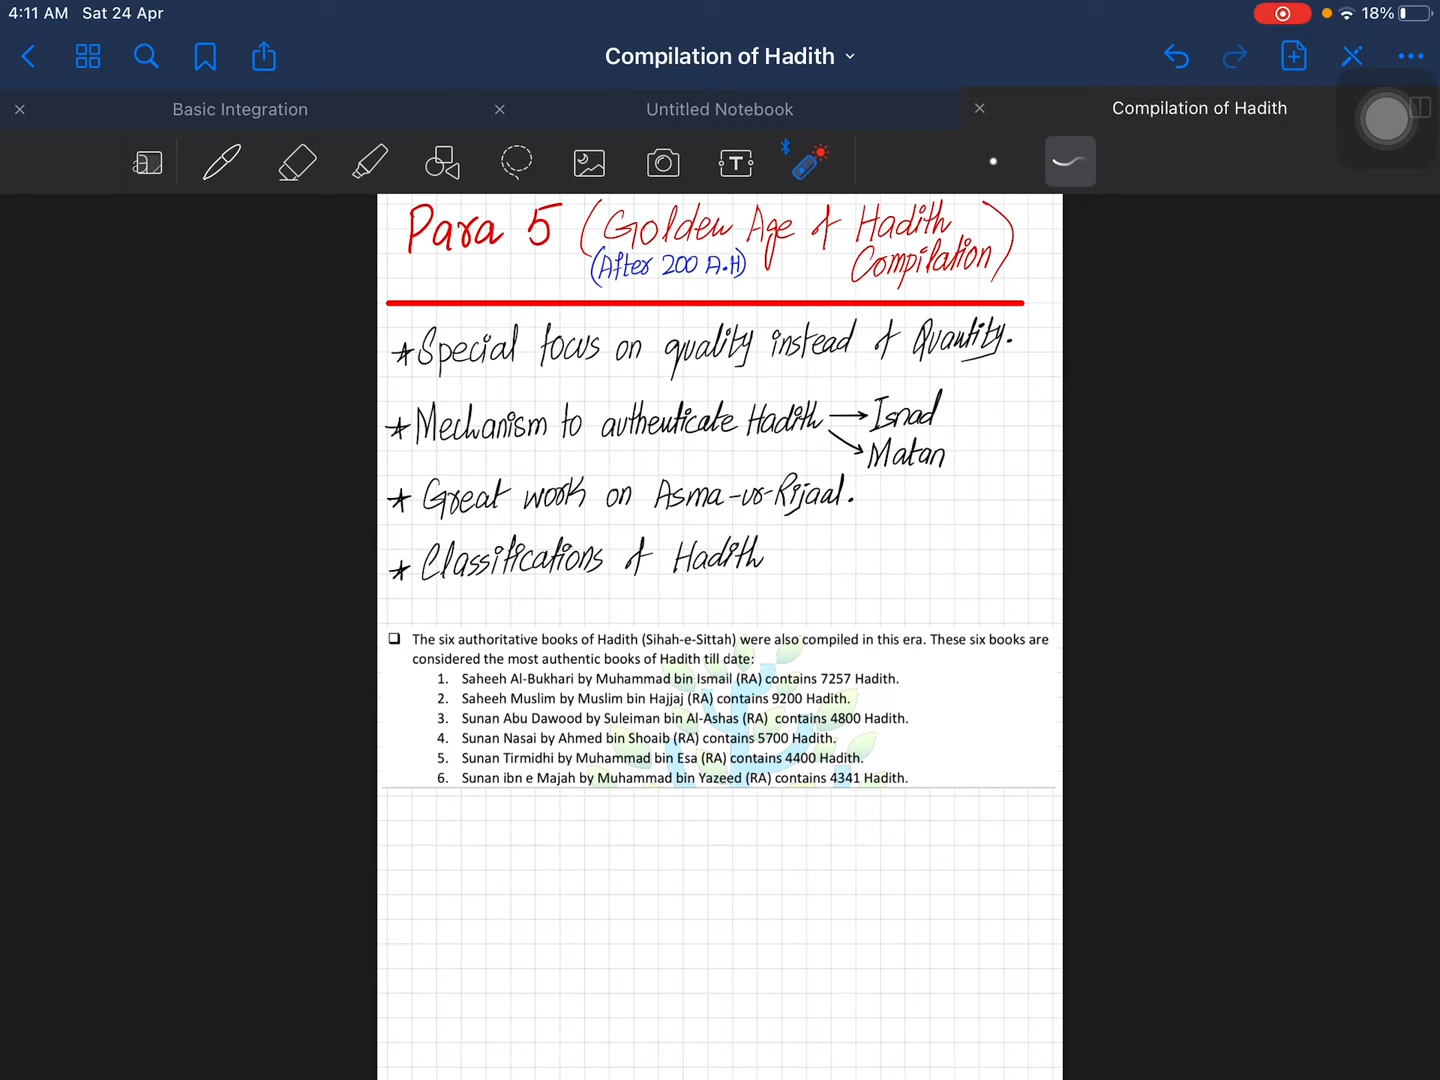 4:11 AM Sat 24 Apr 18%
Compilation of Hadith
Basic Integration Untitled Notebook Compilation of Hadith
T
Para 5 (Golden Age of Hadith
Compilation)
(After 200 A.H)
* Special focus on quality instead of Quantity.
* Mechanism to authenticate Hadith → Isnad
→ Matan
* Great work on Asma-ur-Rijaal.
* Classifications of Hadith
❑ The six authoritative books of Hadith (Sihah-e-Sittah) were also compiled in this era. These six books are
considered the most authentic books of Hadith till date:
1. Saheeh Al-Bukhari by Muhammad bin Ismail (RA) contains 7257 Hadith.
2. Saheeh Muslim by Muslim bin Hajjaj (RA) contains 9200 Hadith.
3. Sunan Abu Dawood by Suleiman bin Al-Ashas (RA) contains 4800 Hadith.
4. Sunan Nasai by Ahmed bin Shoaib (RA) contains 5700 Hadith.
5. Sunan Tirmidhi by Muhammad bin Esa (RA) contains 4400 Hadith.
6. Sunan ibn e Majah by Muhammad bin Yazeed (RA) contains 4341 Hadith.